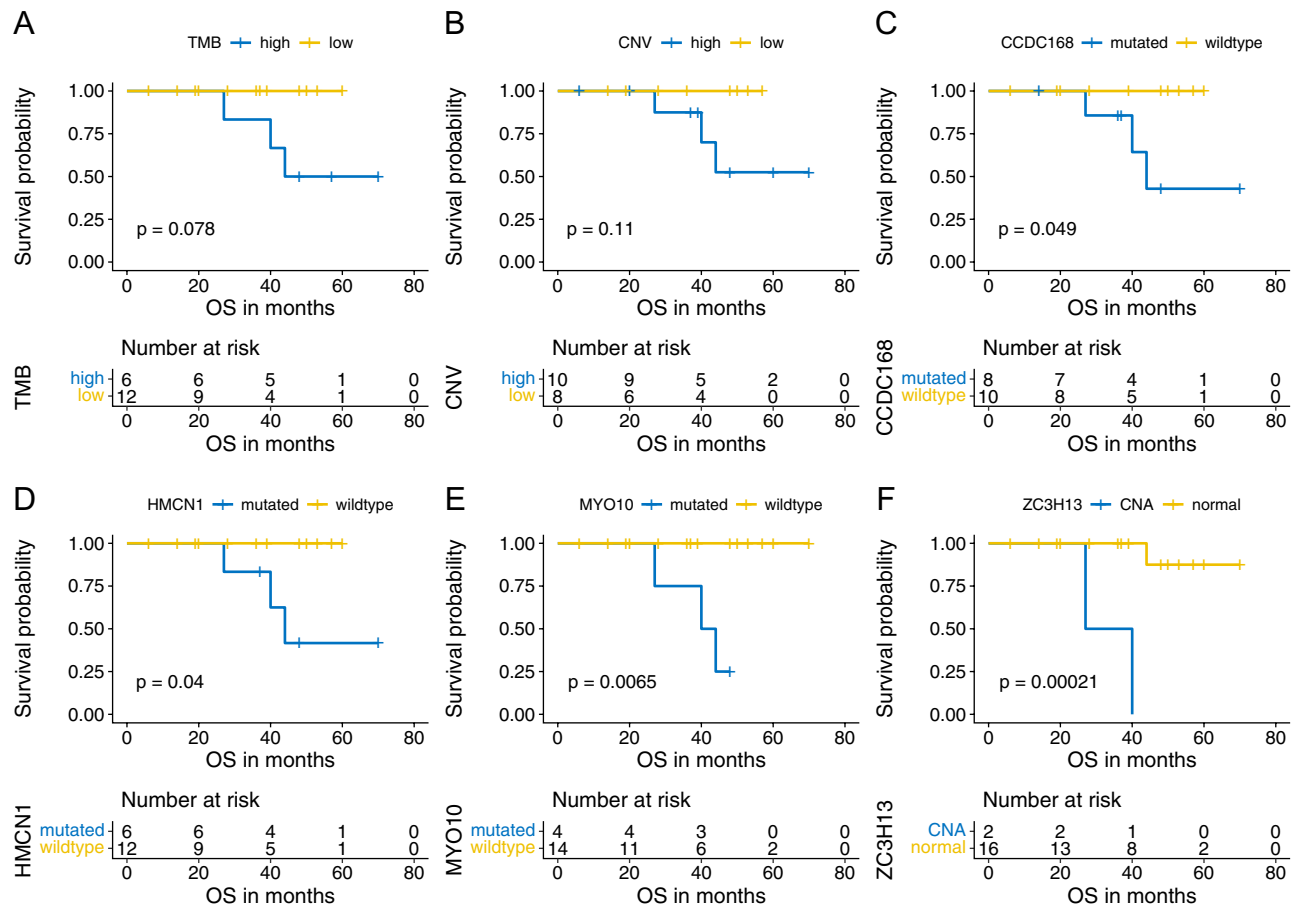 A
TMB high low
Survival probability
1.00
0.75
0.50
0.25
0.00
p = 0.078
0 20 40 60 80
OS in months
Number at risk
TMB
high 6 6 5 1 0
low 12 9 4 1 0
0 20 40 60 80
OS in months
B
CNV high low
Survival probability
1.00
0.75
0.50
0.25
0.00
p = 0.11
0 20 40 60 80
OS in months
Number at risk
CNV
high 10 9 5 2 0
low 8 6 4 0 0
0 20 40 60 80
OS in months
C
CCDC168 mutated wildtype
Survival probability
1.00
0.75
0.50
0.25
0.00
p = 0.049
0 20 40 60 80
OS in months
Number at risk
CCDC168
mutated 8 7 4 1 0
wildtype 10 8 5 1 0
0 20 40 60 80
OS in months
D
HMCN1 mutated wildtype
Survival probability
1.00
0.75
0.50
0.25
0.00
p = 0.04
0 20 40 60 80
OS in months
Number at risk
HMCN1
mutated 6 6 4 1 0
wildtype 12 9 5 1 0
0 20 40 60 80
OS in months
E
MYO10 mutated wildtype
Survival probability
1.00
0.75
0.50
0.25
0.00
p = 0.0065
0 20 40 60 80
OS in months
Number at risk
MYO10
mutated 4 4 3 0 0
wildtype 14 11 6 2 0
0 20 40 60 80
OS in months
F
ZC3H13 CNA normal
Survival probability
1.00
0.75
0.50
0.25
0.00
p = 0.00021
0 20 40 60 80
OS in months
Number at risk
ZC3H13
CNA 2 2 1 0 0
normal 16 13 8 2 0
0 20 40 60 80
OS in months